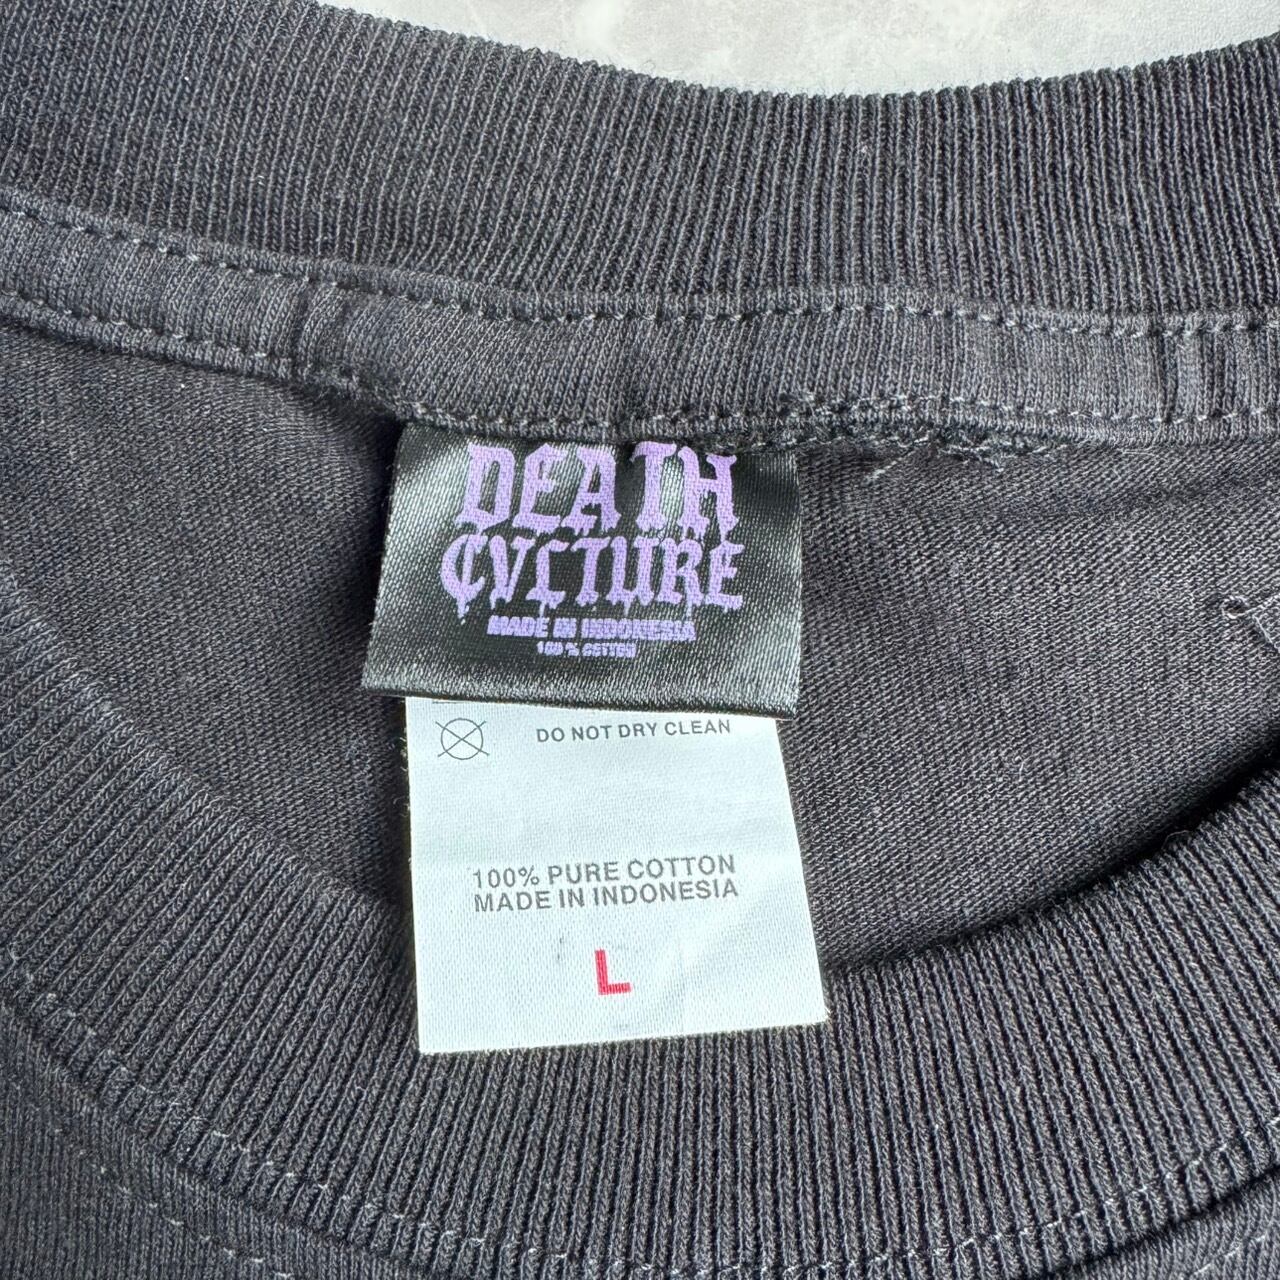 DEATH
CVLTURE
MADE IN INDONESIA
100% COTTON
DO NOT DRY CLEAN
100% PURE COTTON
MADE IN INDONESIA
L